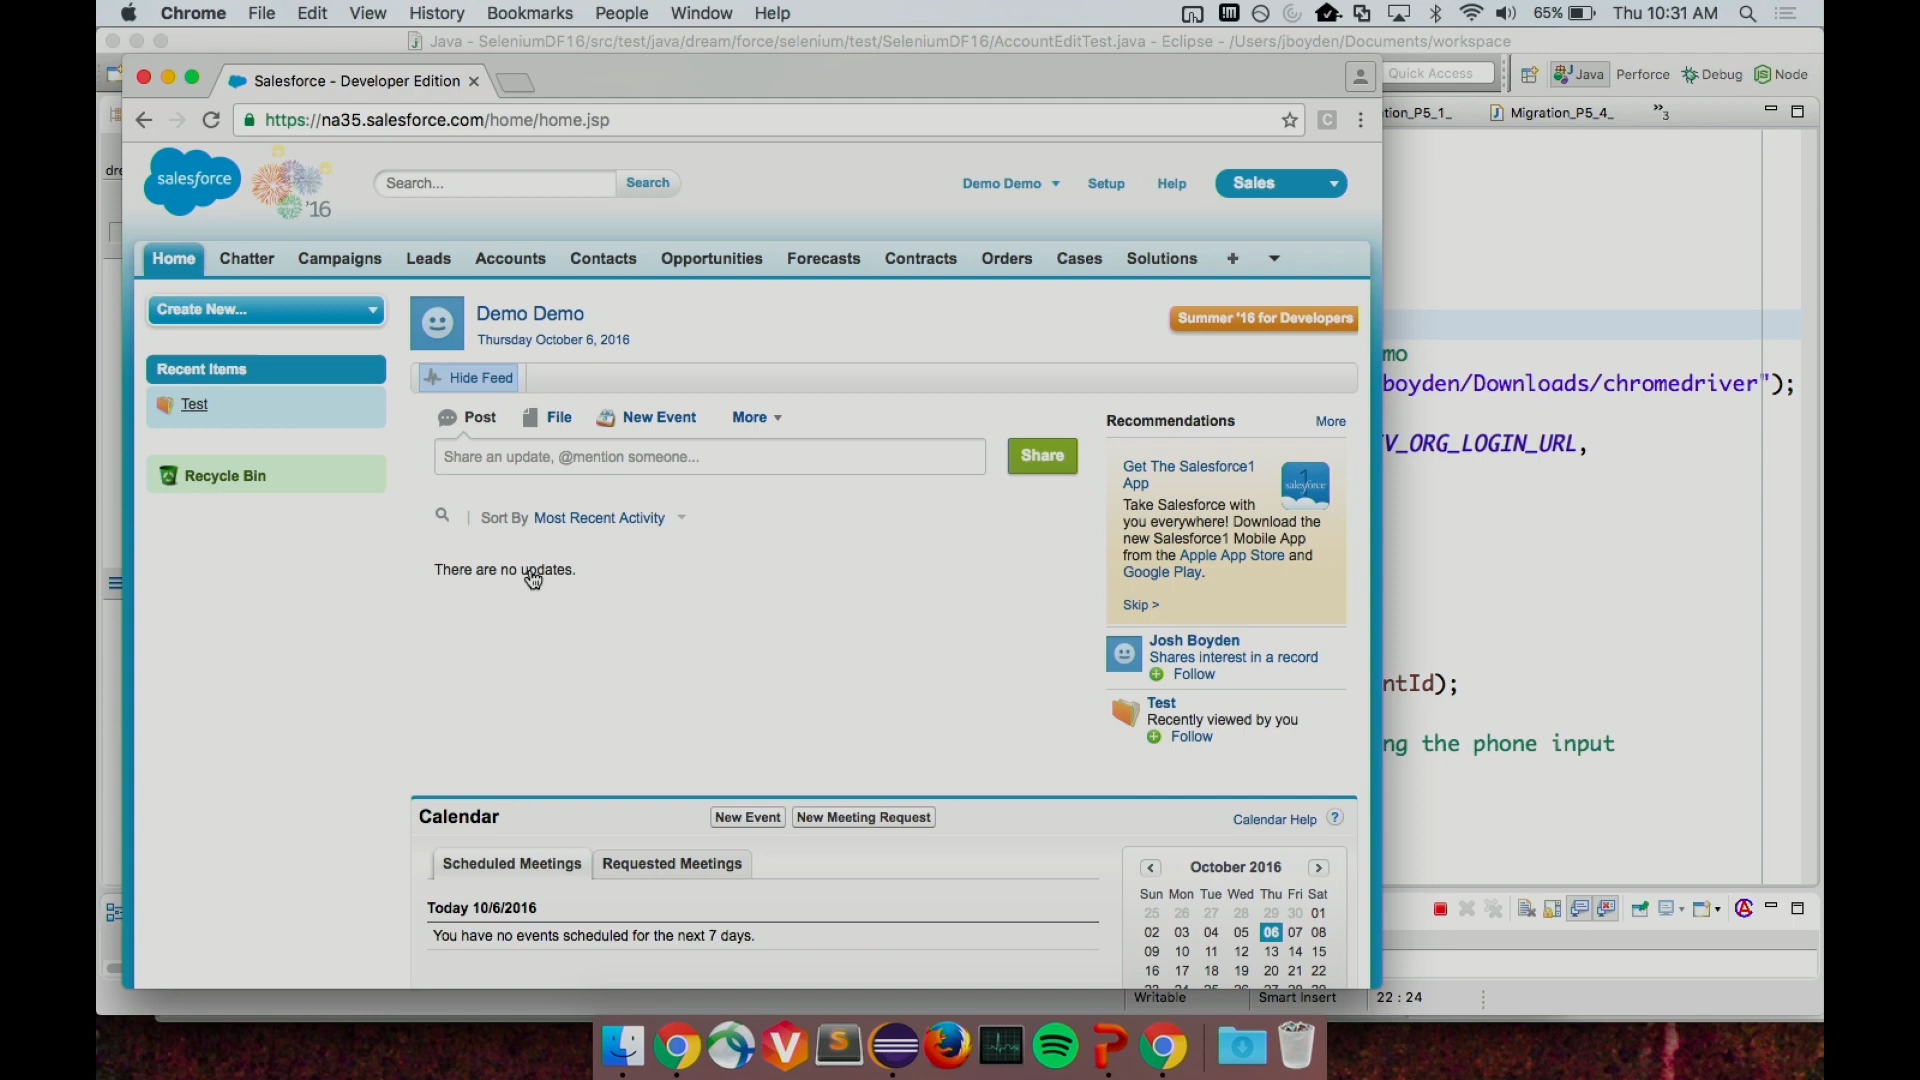 Chrome File Edit View History Bookmarks People Window Help 65% Thu 10:31 AM
Java - SeleniumDF16/src/test/java/dream/force/selenium/test/SeleniumDF16/AccountEditTest.java - Eclipse - /Users/jboyden/Documents/workspace
Salesforce - Developer Edition
Quick Access Java Perforce Debug Node
https://na35.salesforce.com/home/home.jsp
tion_P5_1_ Migration_P5_4_ 3
salesforce '16
Search... Search
Demo Demo Setup Help Sales
Home Chatter Campaigns Leads Accounts Contacts Opportunities Forecasts Contracts Orders Cases Solutions +
Create New...
Recent Items
Test
Recycle Bin
Demo Demo
Thursday October 6, 2016
Summer '16 for Developers
Hide Feed
Post File New Event More
Share an update, @mention someone... Share
Sort By Most Recent Activity
There are no updates.
Recommendations More
Get The Salesforce1
App
salesforce
Take Salesforce with
you everywhere! Download the
new Salesforce1 Mobile App
from the Apple App Store and
Google Play.
Skip >
Josh Boyden
Shares interest in a record
Follow
Test
Recently viewed by you
Follow
mo
boyden/Downloads/chromedriver");
V_ORG_LOGIN_URL,
ntId);
ng the phone input
Calendar New Event New Meeting Request Calendar Help ?
Scheduled Meetings Requested Meetings
Today 10/6/2016
You have no events scheduled for the next 7 days.
October 2016
Sun Mon Tue Wed Thu Fri Sat
25 26 27 28 29 30 01
02 03 04 05 06 07 08
09 10 11 12 13 14 15
16 17 18 19 20 21 22
Writable Smart Insert 22 : 24